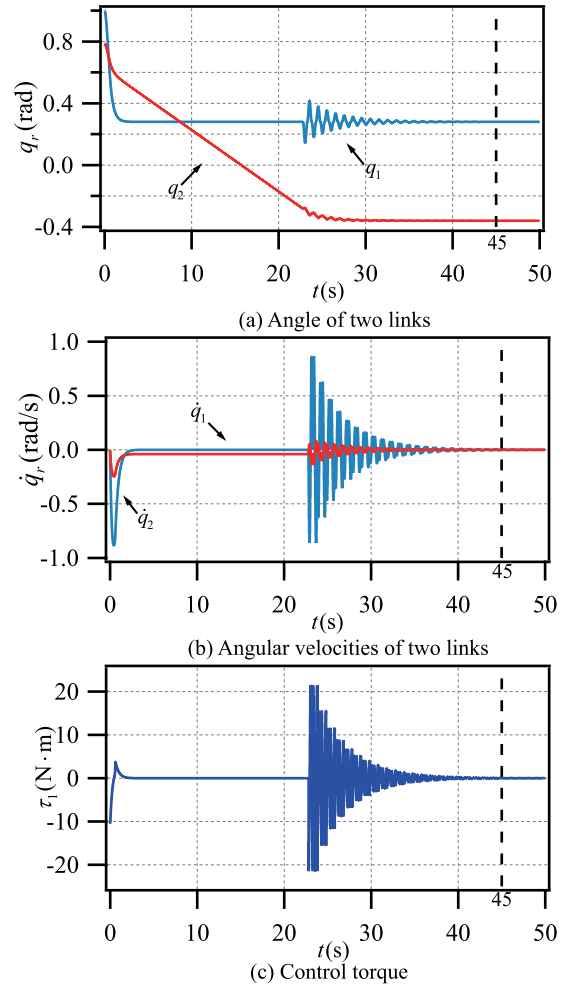 0.8
0.4
0.0
-0.4
q_r (rad)
q_1
q_2
45
0 10 20 30 40 50
t(s)
(a) Angle of two links
1.0
0.5
0.0
-0.5
-1.0
q̇_r (rad/s)
q̇_1
q̇_2
45
0 10 20 30 40 50
t(s)
(b) Angular velocities of two links
20
10
0
-10
-20
τ_1 (N·m)
45
0 10 20 30 40 50
t(s)
(c) Control torque